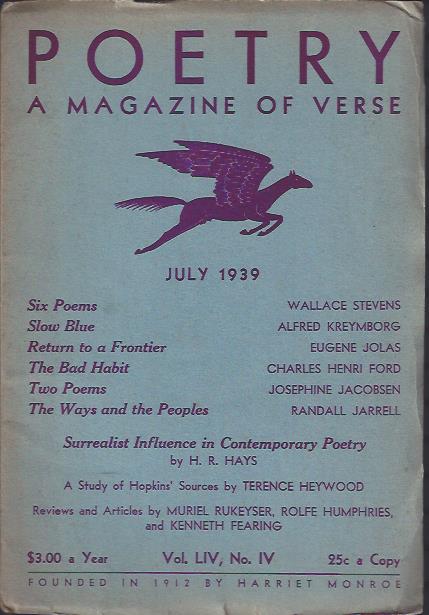 POETRY
A MAGAZINE OF VERSE
JULY 1939
Six Poems WALLACE STEVENS
Slow Blue ALFRED KREYMBORG
Return to a Frontier EUGENE JOLAS
The Bad Habit CHARLES HENRI FORD
Two Poems JOSEPHINE JACOBSEN
The Ways and the Peoples RANDALL JARRELL
Surrealist Influence in Contemporary Poetry
by H. R. HAYS
A Study of Hopkins' Sources by TERENCE HEYWOOD
Reviews and Articles by MURIEL RUKEYSER, ROLFE HUMPHRIES,
and KENNETH FEARING
$3.00 a Year Vol. LIV, No. IV 25c a Copy
FOUNDED IN 1912 BY HARRIET MONROE